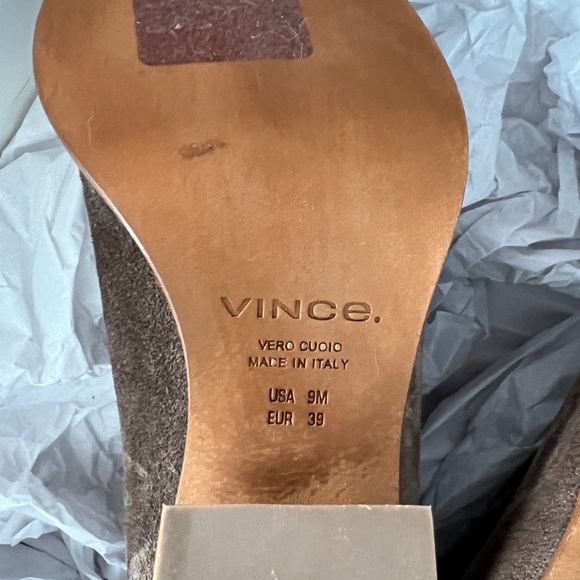 VINCE.
VERO CUOIO
MADE IN ITALY
USA 9M
EUR 39